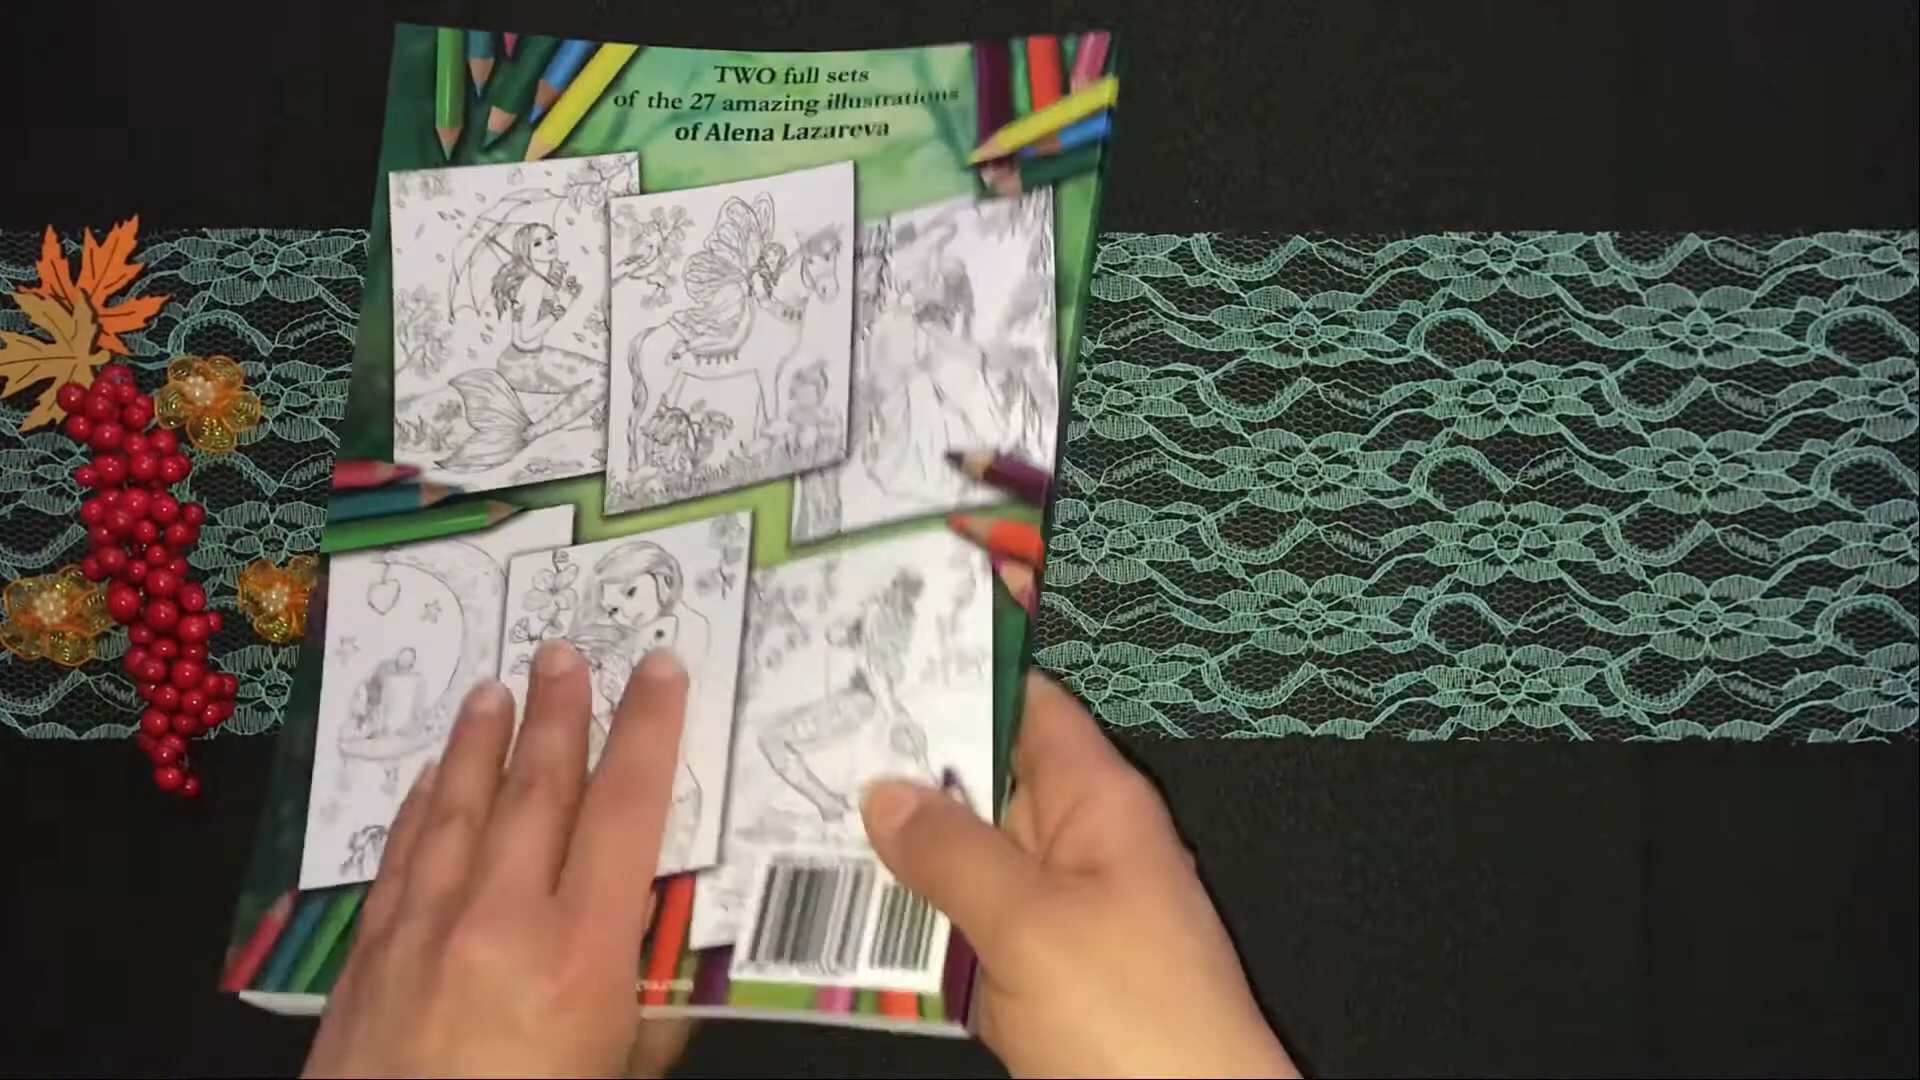 TWO full sets
of the 27 amazing illustrations
of Alena Lazareva